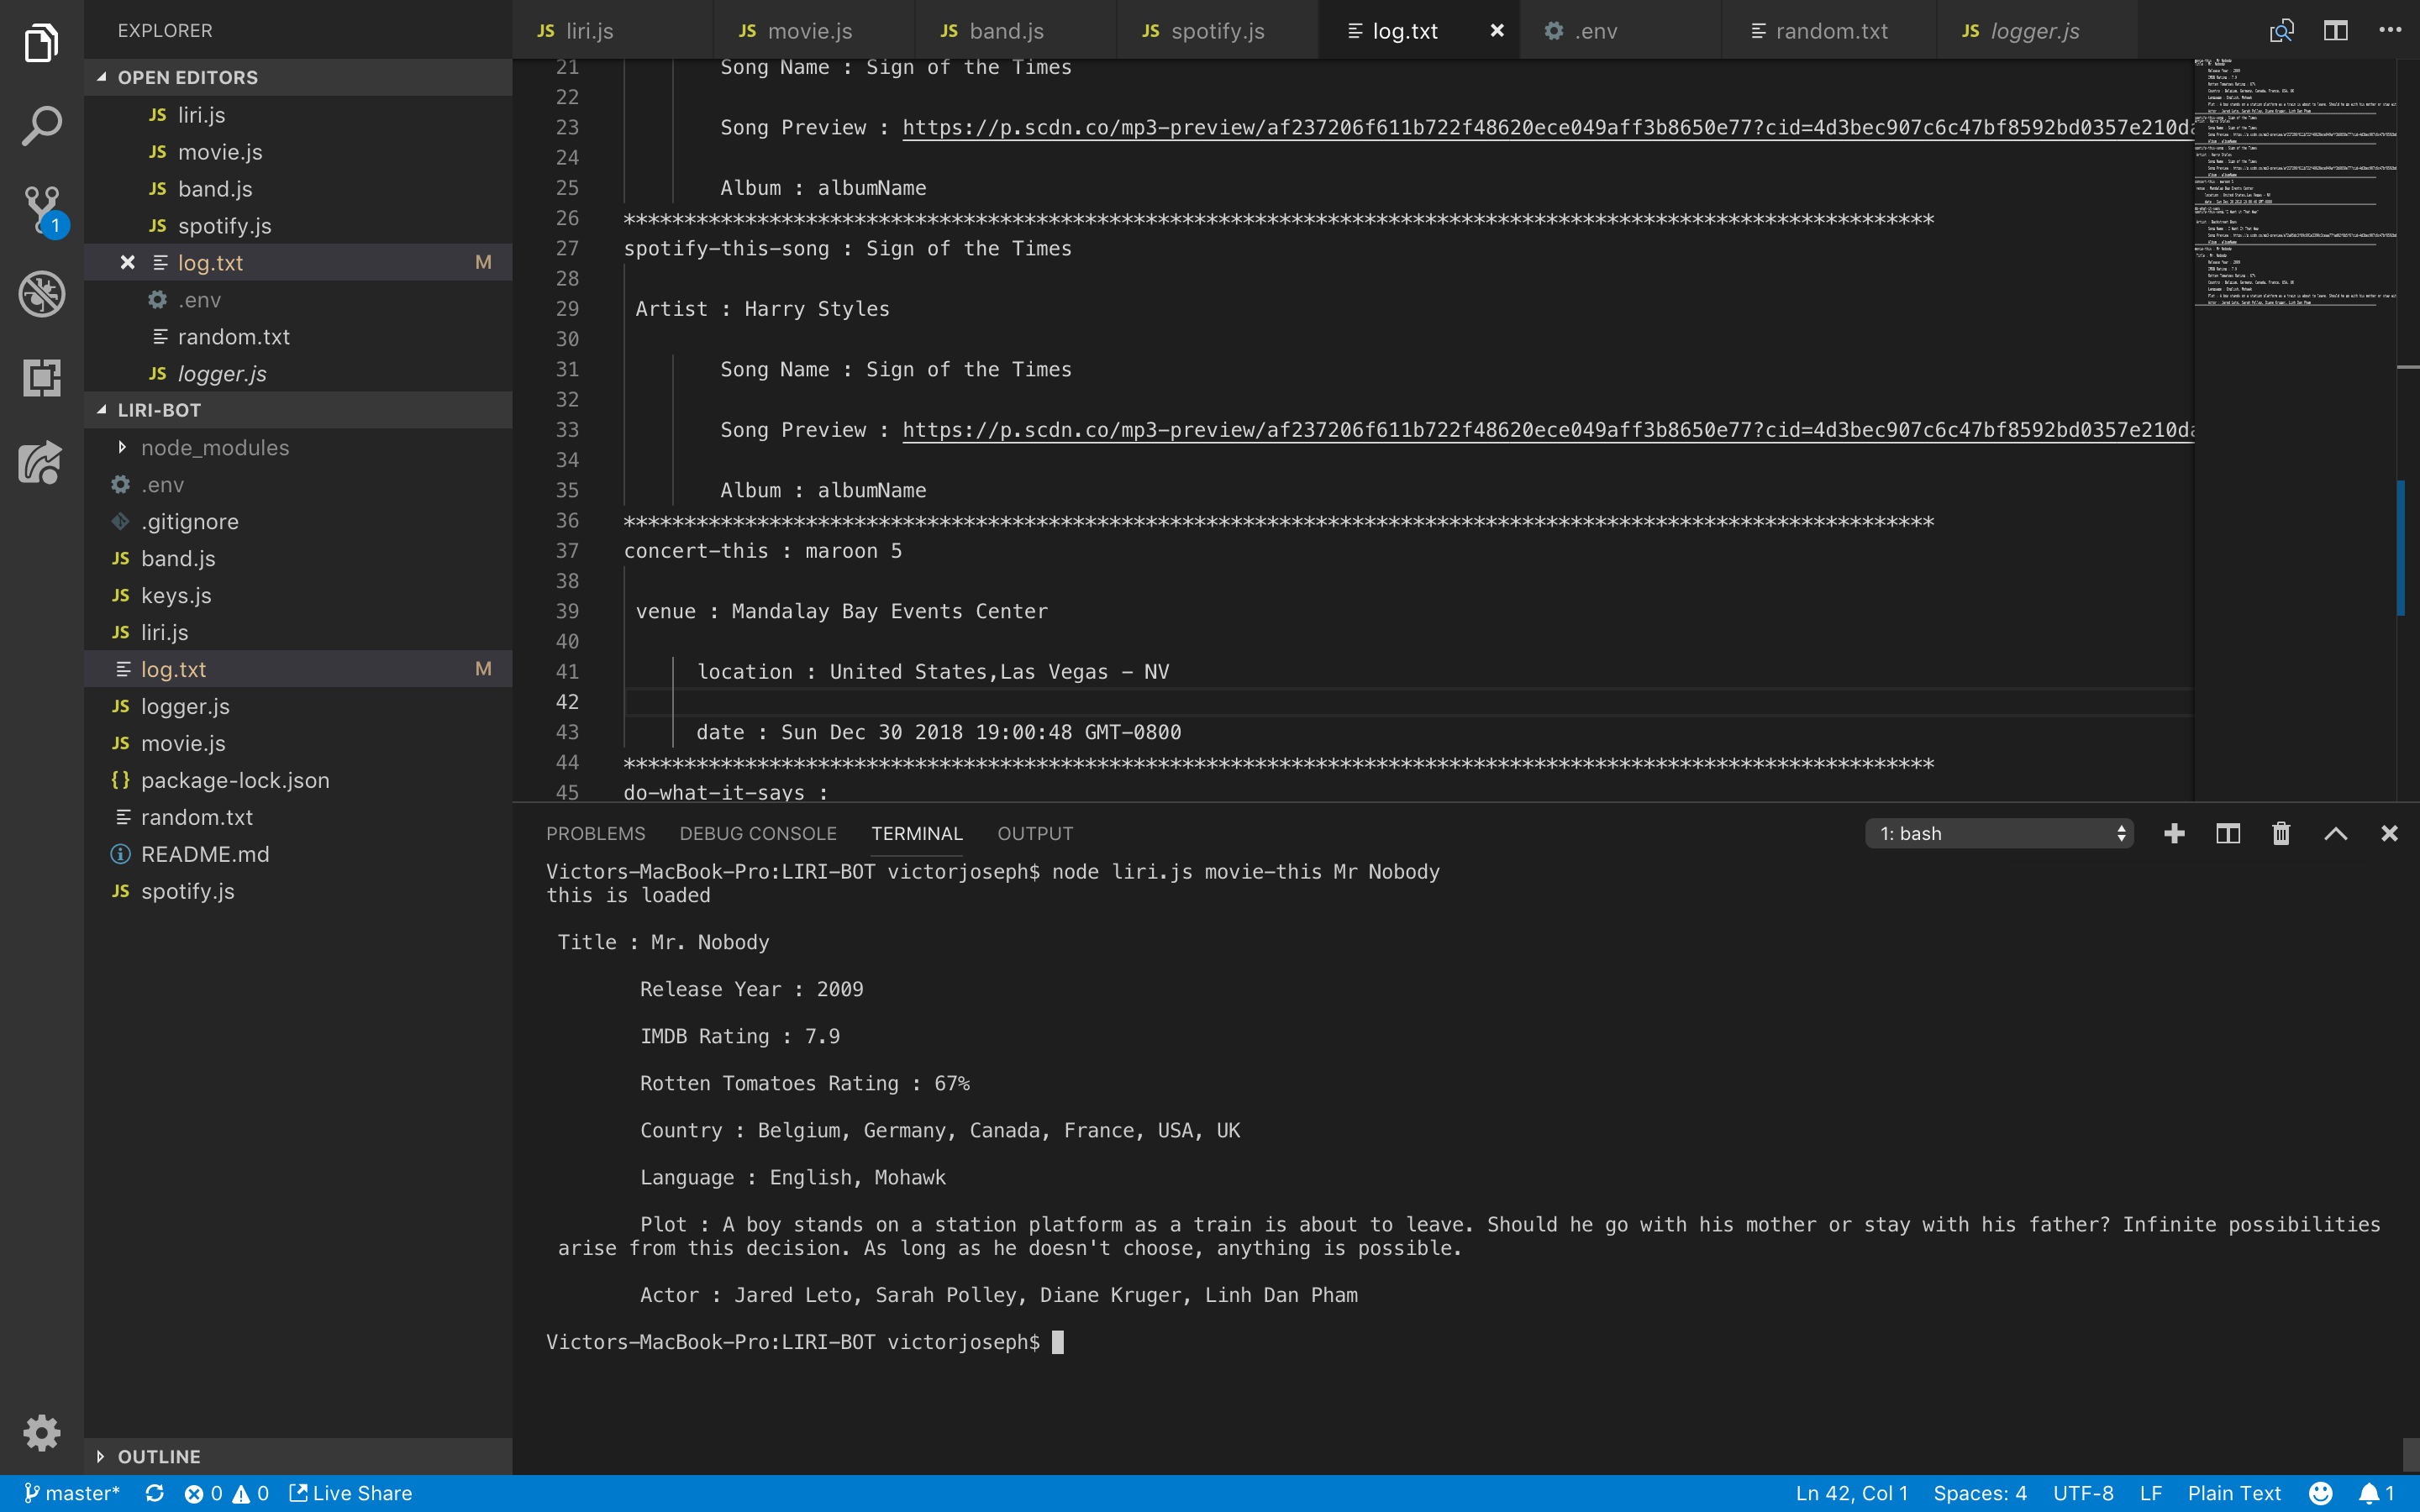 EXPLORER
OPEN EDITORS
JS liri.js
JS movie.js
JS band.js
JS spotify.js
log.txt M
.env
random.txt
JS logger.js
LIRI-BOT
node_modules
.env
.gitignore
JS band.js
JS keys.js
JS liri.js
log.txt M
JS logger.js
JS movie.js
{} package-lock.json
random.txt
README.md
JS spotify.js
OUTLINE
1
JS liri.js JS movie.js JS band.js JS spotify.js log.txt .env random.txt JS logger.js
21 Song Name : Sign of the Times
22
23 Song Preview : https://p.scdn.co/mp3-preview/af237206f611b722f48620ece049aff3b8650e77?cid=4d3bec907c6c47bf8592bd0357e210da
24
25 Album : albumName
26 ************************************************************************************************************
27 spotify-this-song : Sign of the Times
28
29 Artist : Harry Styles
30
31 Song Name : Sign of the Times
32
33 Song Preview : https://p.scdn.co/mp3-preview/af237206f611b722f48620ece049aff3b8650e77?cid=4d3bec907c6c47bf8592bd0357e210da
34
35 Album : albumName
36 ************************************************************************************************************
37 concert-this : maroon 5
38
39 venue : Mandalay Bay Events Center
40
41 location : United States,Las Vegas - NV
42
43 date : Sun Dec 30 2018 19:00:48 GMT-0800
44 ************************************************************************************************************
45 do-what-it-says :
PROBLEMS DEBUG CONSOLE TERMINAL OUTPUT 1: bash
Victors-MacBook-Pro:LIRI-BOT victorjoseph$ node liri.js movie-this Mr Nobody
this is loaded
Title : Mr. Nobody
Release Year : 2009
IMDB Rating : 7.9
Rotten Tomatoes Rating : 67%
Country : Belgium, Germany, Canada, France, USA, UK
Language : English, Mohawk
Plot : A boy stands on a station platform as a train is about to leave. Should he go with his mother or stay with his father? Infinite possibilities
arise from this decision. As long as he doesn't choose, anything is possible.
Actor : Jared Leto, Sarah Polley, Diane Kruger, Linh Dan Pham
Victors-MacBook-Pro:LIRI-BOT victorjoseph$
master* 0 0 Live Share Ln 42, Col 1 Spaces: 4 UTF-8 LF Plain Text 1